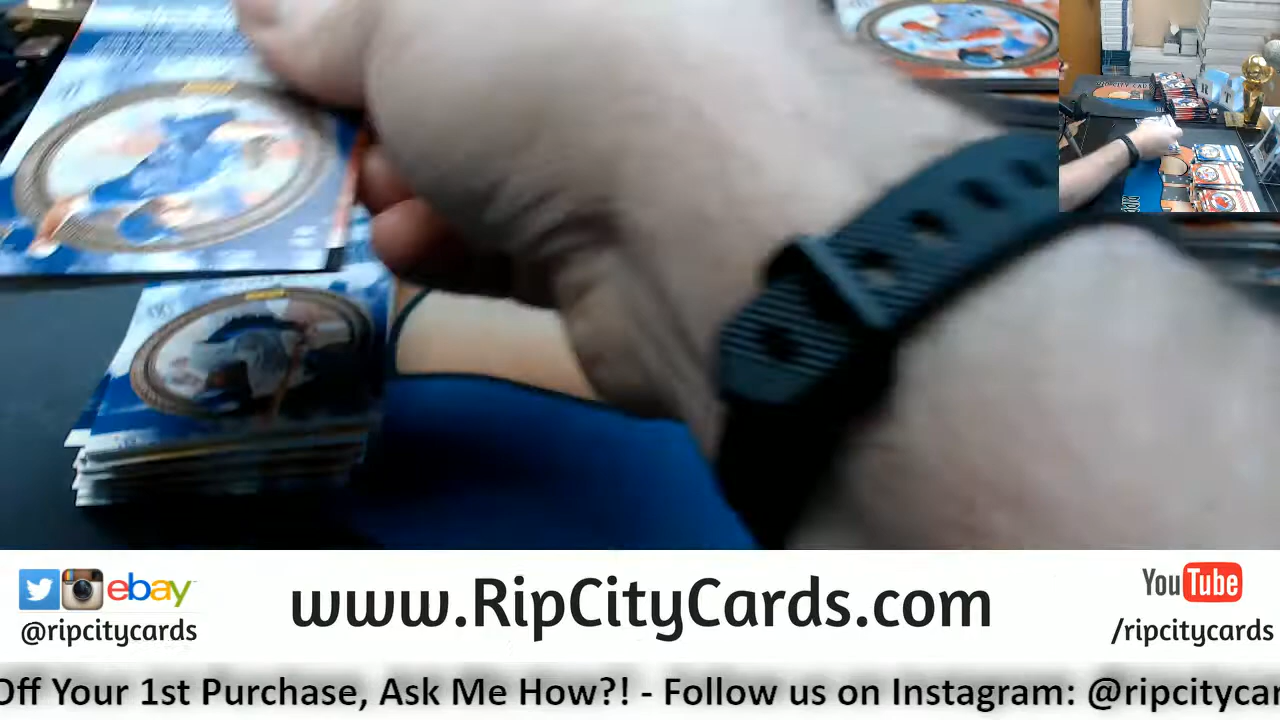 ebay
@ripcitycards
www.RipCityCards.com
YouTube
/ripcitycards
Off Your 1st Purchase, Ask Me How?! - Follow us on Instagram: @ripcitycar